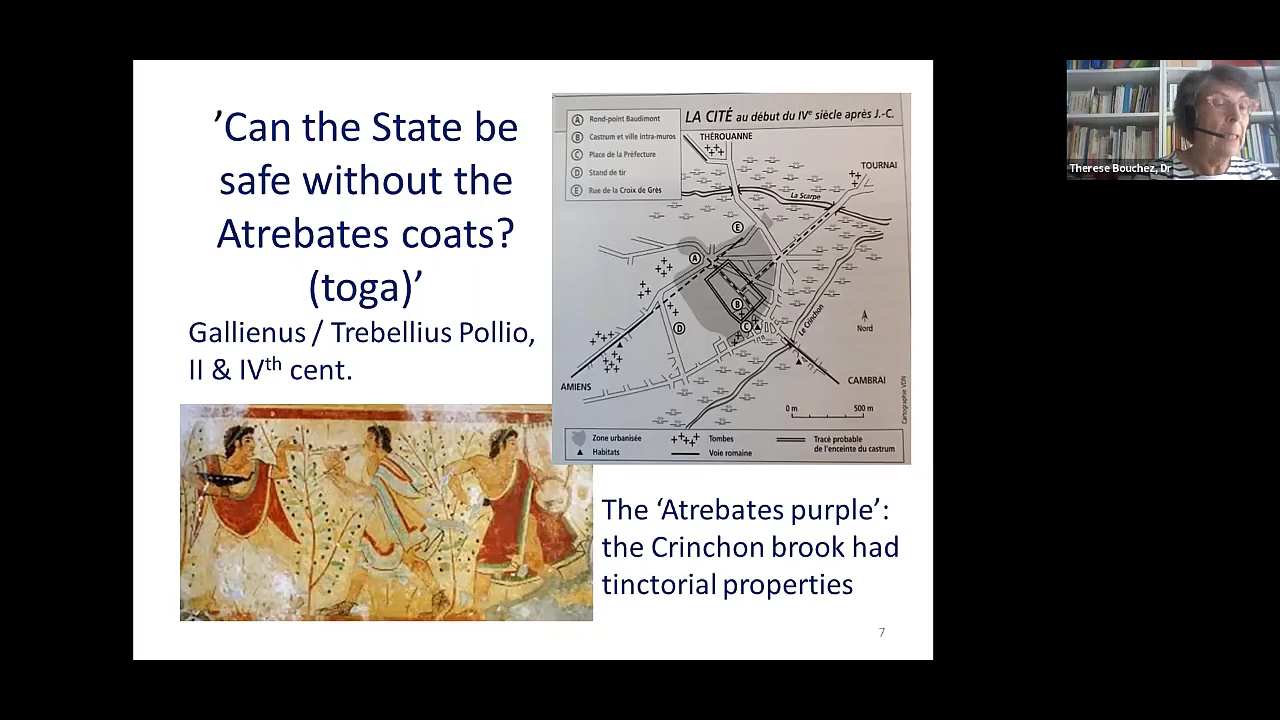 ’Can the State be
safe without the
Atrebates coats?
(toga)’
Gallienus / Trebellius Pollio,
II & IVth cent.
LA CITÉ au début du IVe siècle après J.-C.
A Rond-point Baudimont
B Castrum et ville intra-muros
C Place de la Préfecture
D Stand de tir
E Rue de la Croix de Grès
THÉROUANNE
TOURNAI
La Scarpe
E
A
B
C
D
Le Crinchon
Nord
AMIENS
CAMBRAI
0 m 500 m
Cartographie VDN
Zone urbanisée
Habitats
Tombes
Voie romaine
Tracé probable
de l'enceinte du castrum
The ‘Atrebates purple’:
the Crinchon brook had
tinctorial properties
7
Therese Bouchez, Dr